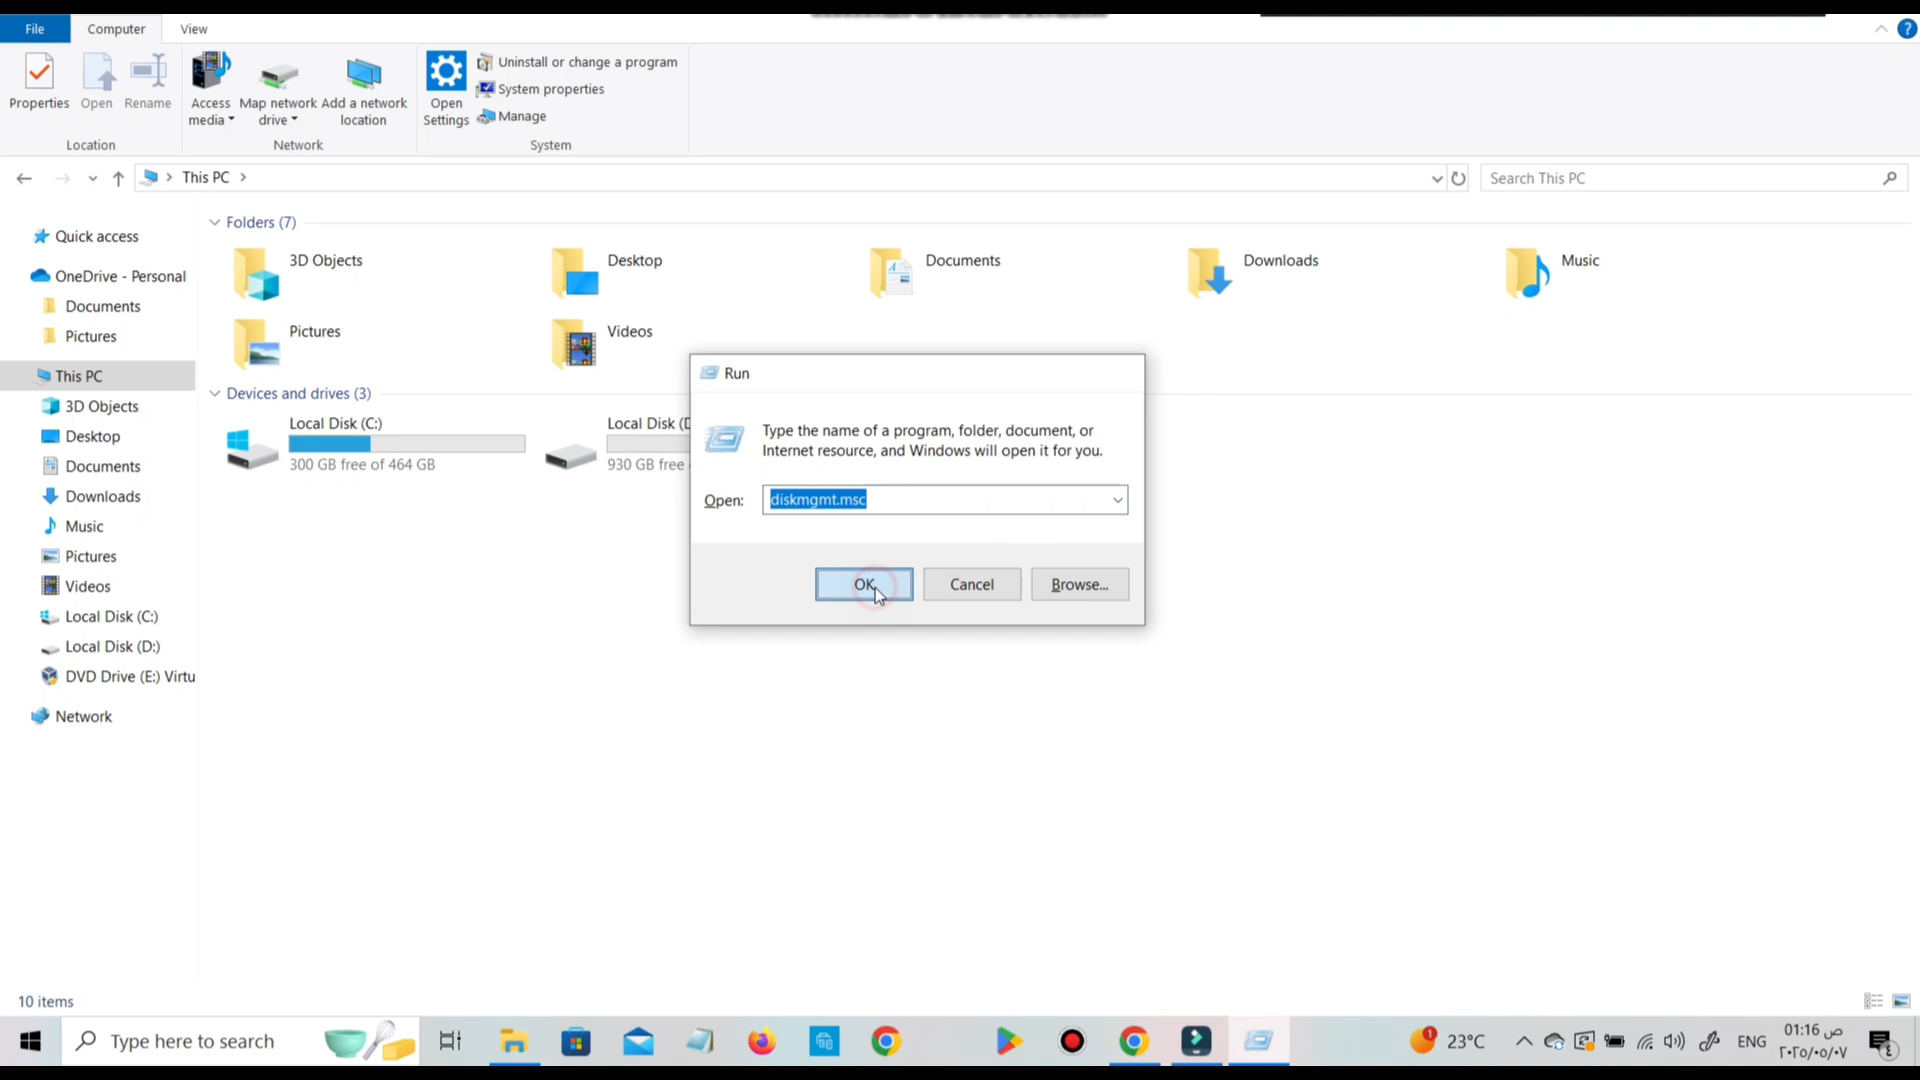 File Computer View
Uninstall or change a program
System properties
Manage
Properties Open Rename Access media Map network drive Add a network location Open Settings
Location Network System
This PC
Search This PC
Quick access
OneDrive - Personal
Documents
Pictures
This PC
3D Objects
Desktop
Documents
Downloads
Music
Pictures
Videos
Local Disk (C:)
Local Disk (D:)
DVD Drive (E:) Virtu
Network
Folders (7)
3D Objects Desktop Documents Downloads Music
Pictures Videos
Devices and drives (3)
Local Disk (C:)
300 GB free of 464 GB
Local Disk (D
930 GB free
Run
Type the name of a program, folder, document, or
Internet resource, and Windows will open it for you.
Open: diskmgmt.msc
OK Cancel Browse...
10 items
Type here to search
1 23°C ENG
01:16 ص
٢٠٢٥/٠٥/٠٧
٤